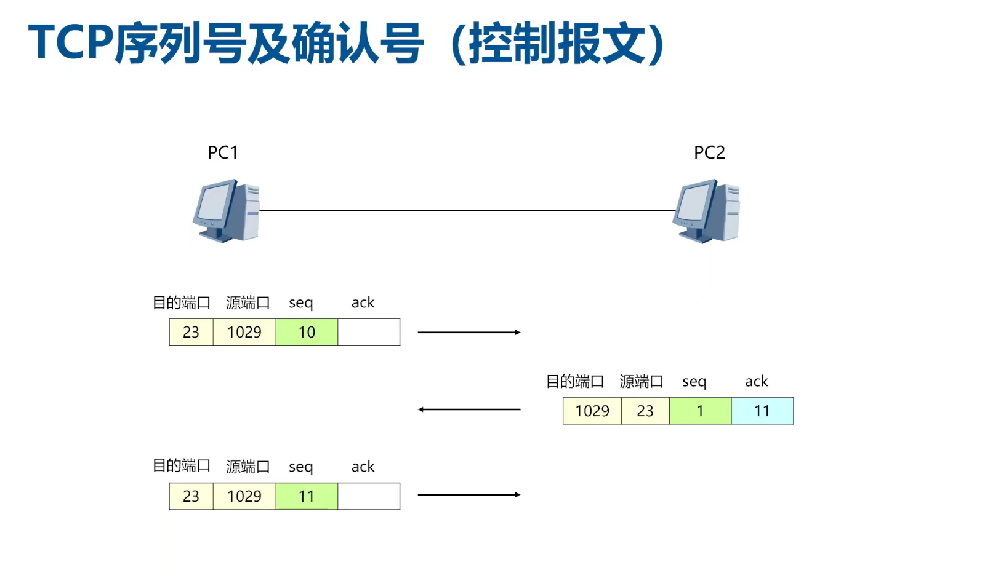 TCP序列号及确认号（控制报文）
PC1 PC2
目的端口 源端口 seq ack
23 1029 10
目的端口 源端口 seq ack
1029 23 1 11
目的端口 源端口 seq ack
23 1029 11